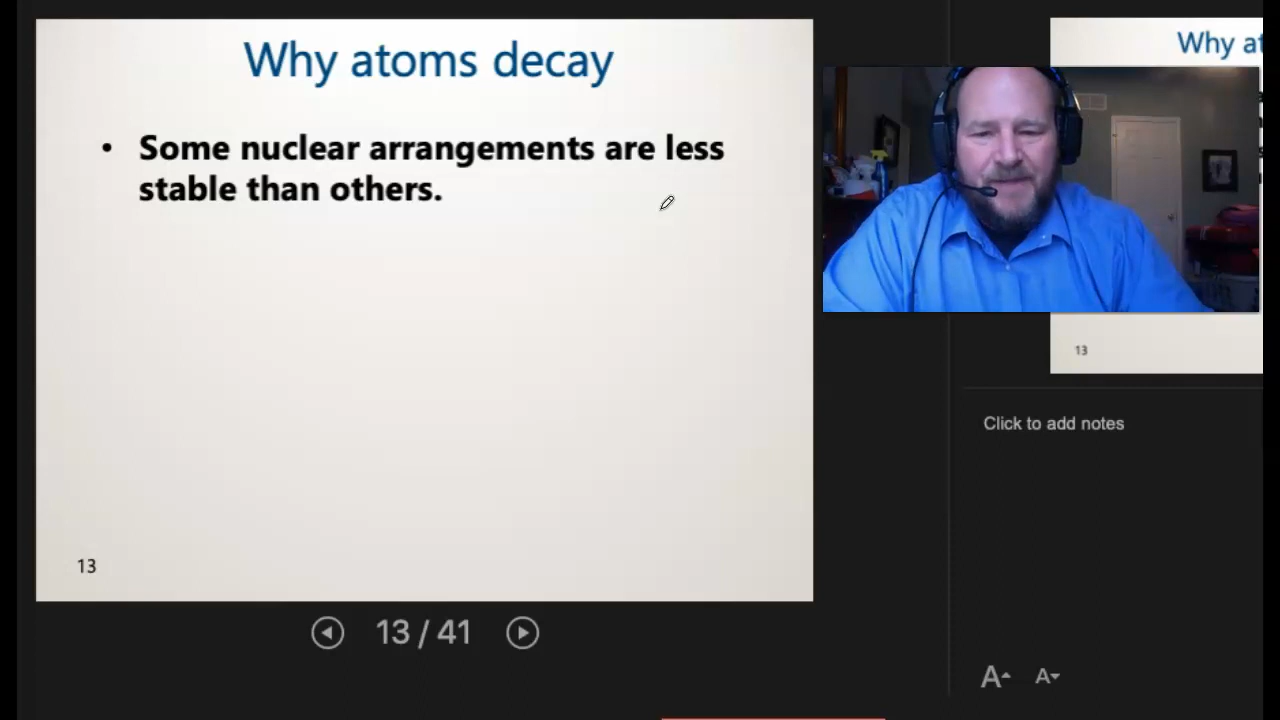 Why atoms decay
• Some nuclear arrangements are less
stable than others.
13
13 / 41
Why at
13
Click to add notes
A
A